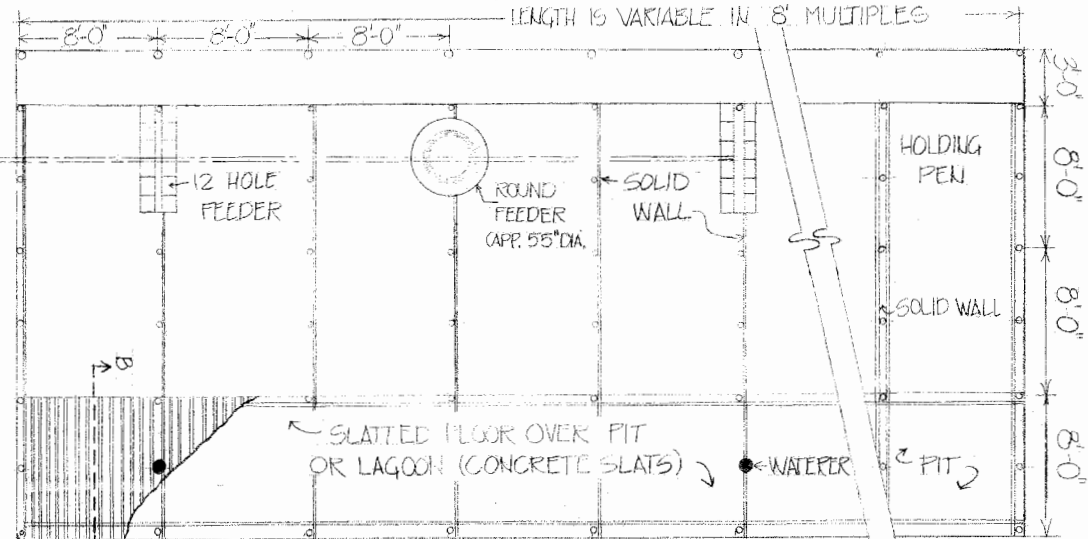 LENGTH IS VARIABLE IN 8' MULTIPLES
8'-0" 8'-0" 8'-0"
3'-0"
8'-0"
8'-0"
8'-0"
12 HOLE
FEEDER
ROUND
FEEDER
(APP. 55" DIA.
SOLID
WALL
HOLDING
PEN
SOLID WALL
B
SLATTED FLOOR OVER PIT
OR LAGOON (CONCRETE SLATS)
WATERER
PIT